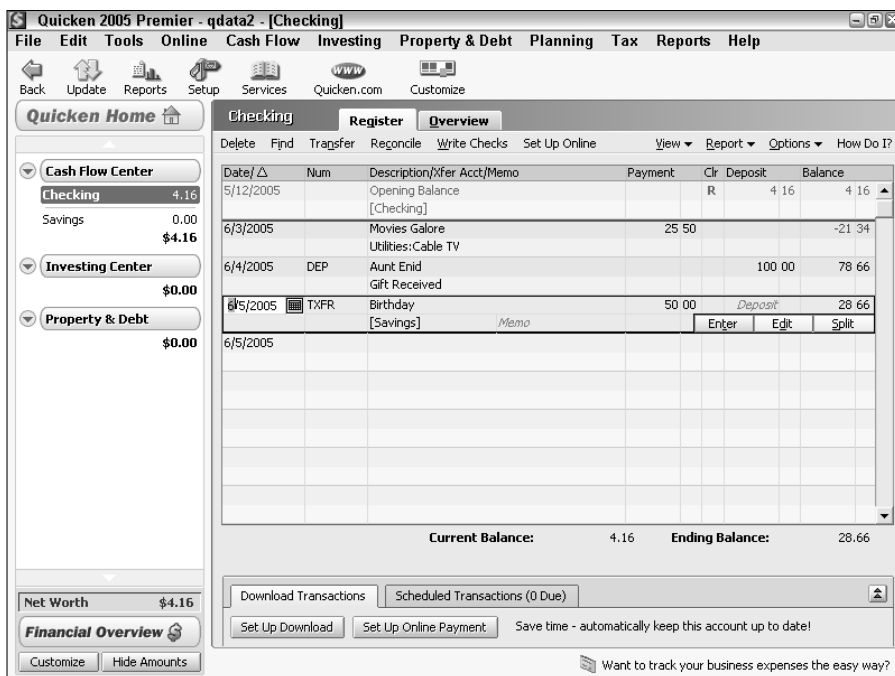 Quicken 2005 Premier - qdata2 - [Checking]
File Edit Tools Online Cash Flow Investing Property & Debt Planning Tax Reports Help
Back Update Reports Setup Services Quicken.com Customize
WWW
Quicken Home
Cash Flow Center
Checking 4.16
Savings 0.00
$4.16
Investing Center
$0.00
Property & Debt
$0.00
Net Worth $4.16
Financial Overview
Customize Hide Amounts
Checking Register Overview
Delete Find Transfer Reconcile Write Checks Set Up Online View Report Options How Do I?
Date/ Num Description/Xfer Acct/Memo Payment Clr Deposit Balance
5/12/2005 Opening Balance R 4 16 4 16
[Checking]
6/3/2005 Movies Galore 25 50 -21 34
Utilities:Cable TV
6/4/2005 DEP Aunt Enid 100 00 78 66
Gift Received
6/5/2005 TXFR Birthday 50 00 Deposit 28 66
[Savings] Memo Enter Edit Split
6/5/2005
Current Balance: 4.16 Ending Balance: 28.66
Download Transactions Scheduled Transactions (0 Due)
Set Up Download Set Up Online Payment Save time - automatically keep this account up to date!
Want to track your business expenses the easy way?